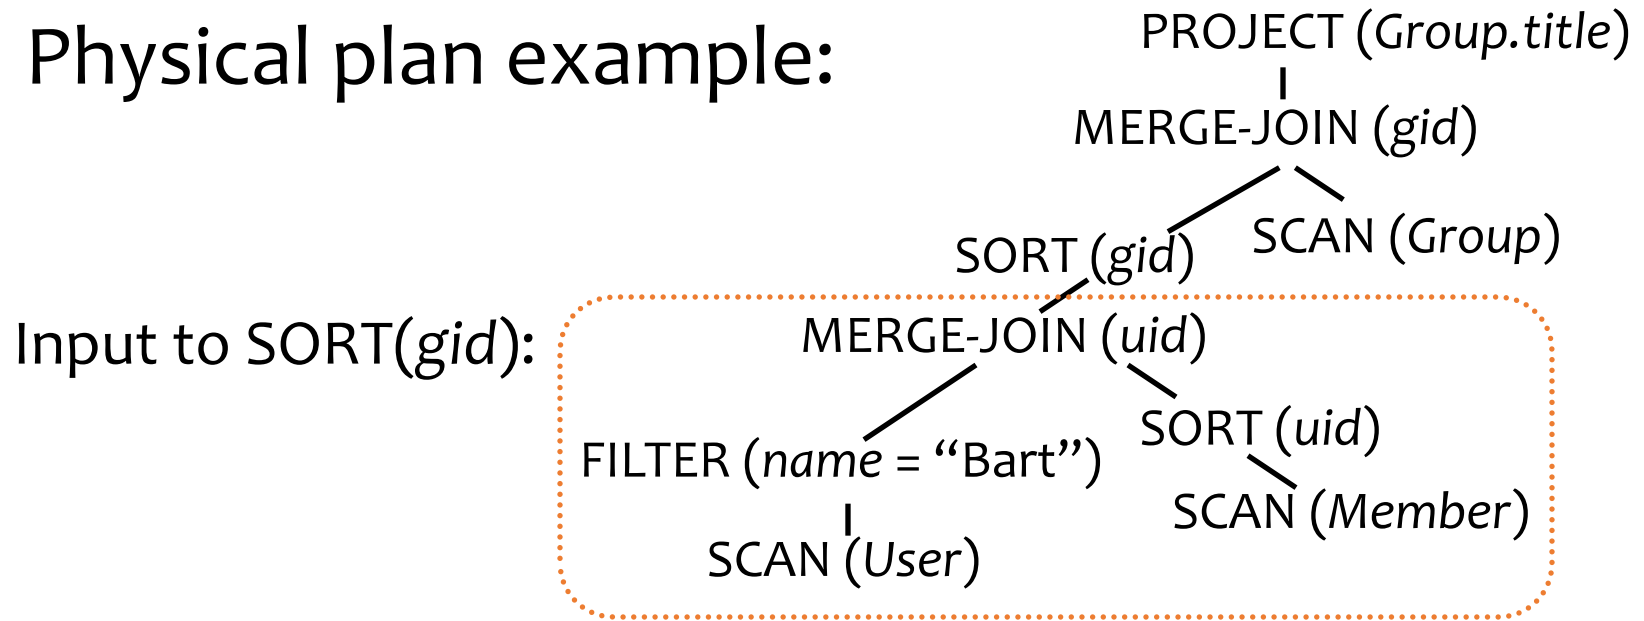 Physical plan example:
PROJECT (Group.title)
MERGE-JOIN (gid)
SORT (gid)
SCAN (Group)
Input to SORT(gid):
MERGE-JOIN (uid)
FILTER (name = “Bart”)
SORT (uid)
SCAN (User)
SCAN (Member)